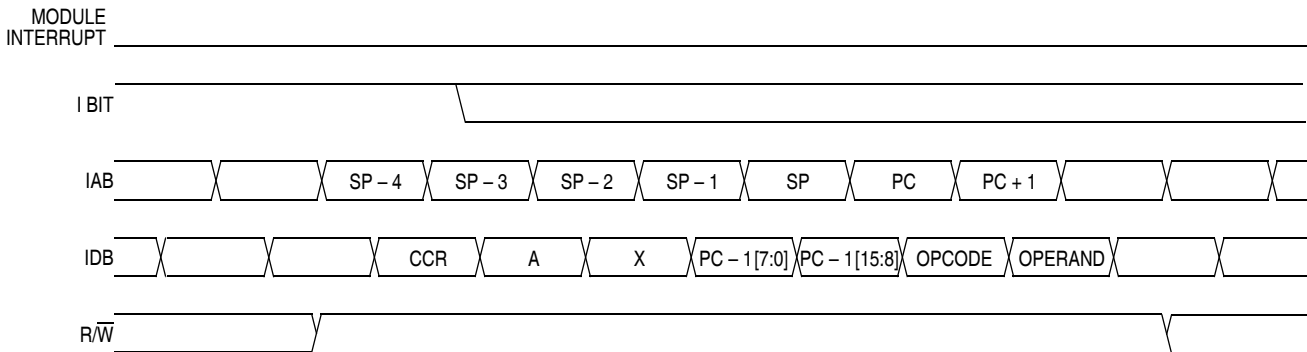 MODULE
INTERRUPT
I BIT
IAB SP – 4 SP – 3 SP – 2 SP – 1 SP PC PC + 1
IDB CCR A X PC – 1 [7:0] PC – 1 [15:8] OPCODE OPERAND
R/W̅